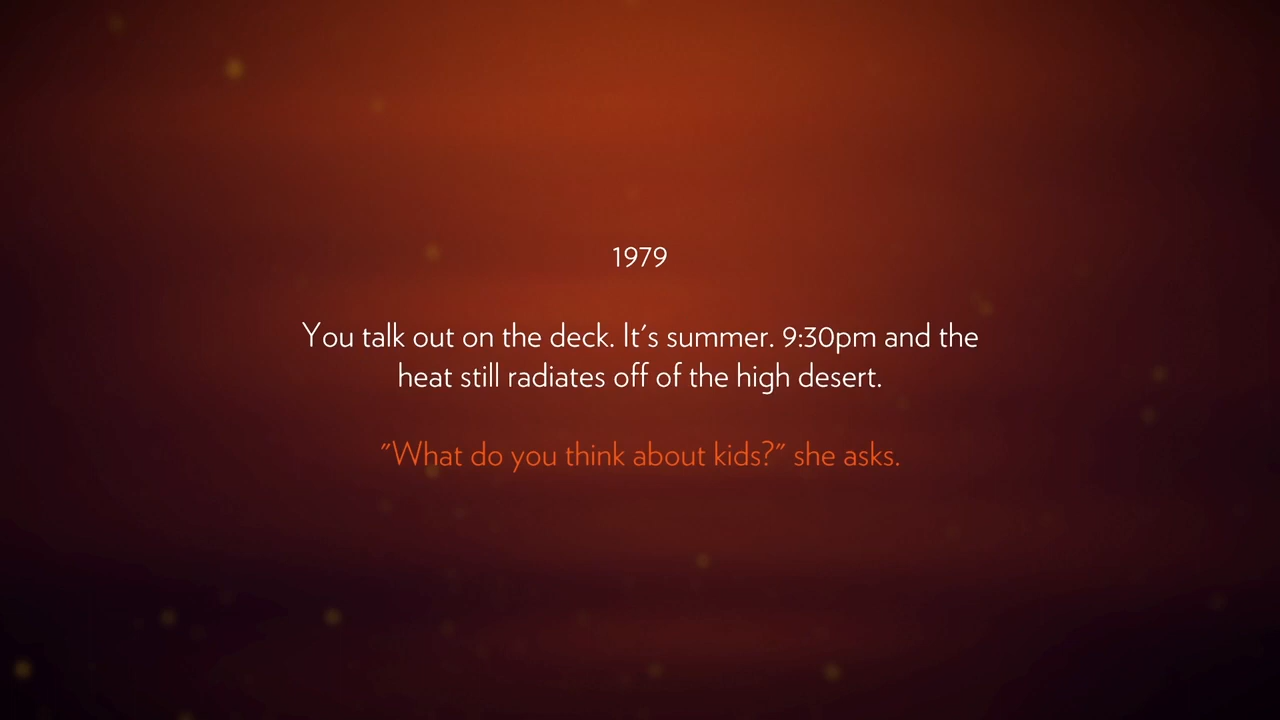 1979
You talk out on the deck. It's summer. 9:30pm and the
heat still radiates off of the high desert.
"What do you think about kids?" she asks.